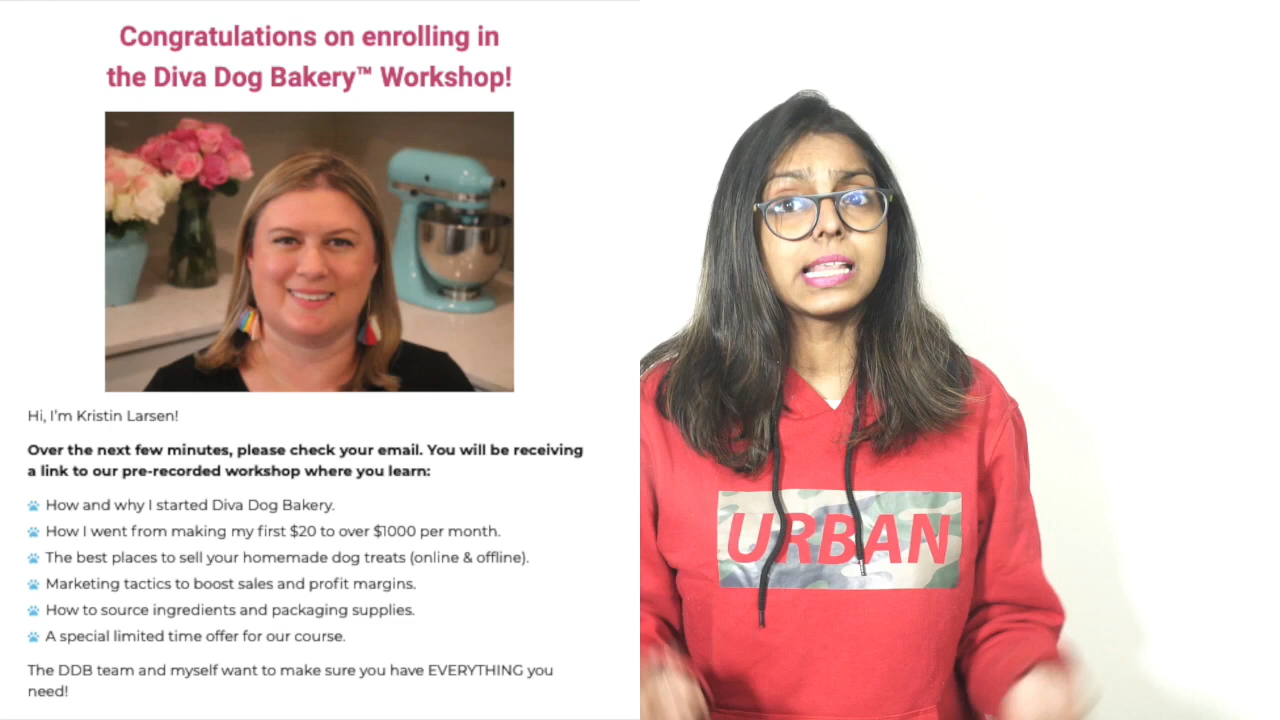 Congratulations on enrolling in
the Diva Dog Bakery™ Workshop!
Hi, I'm Kristin Larsen!
Over the next few minutes, please check your email. You will be receiving
a link to our pre-recorded workshop where you learn:
How and why I started Diva Dog Bakery.
How I went from making my first $20 to over $1000 per month.
The best places to sell your homemade dog treats (online & offline).
Marketing tactics to boost sales and profit margins.
How to source ingredients and packaging supplies.
A special limited time offer for our course.
The DDB team and myself want to make sure you have EVERYTHING you
need!
URBAN